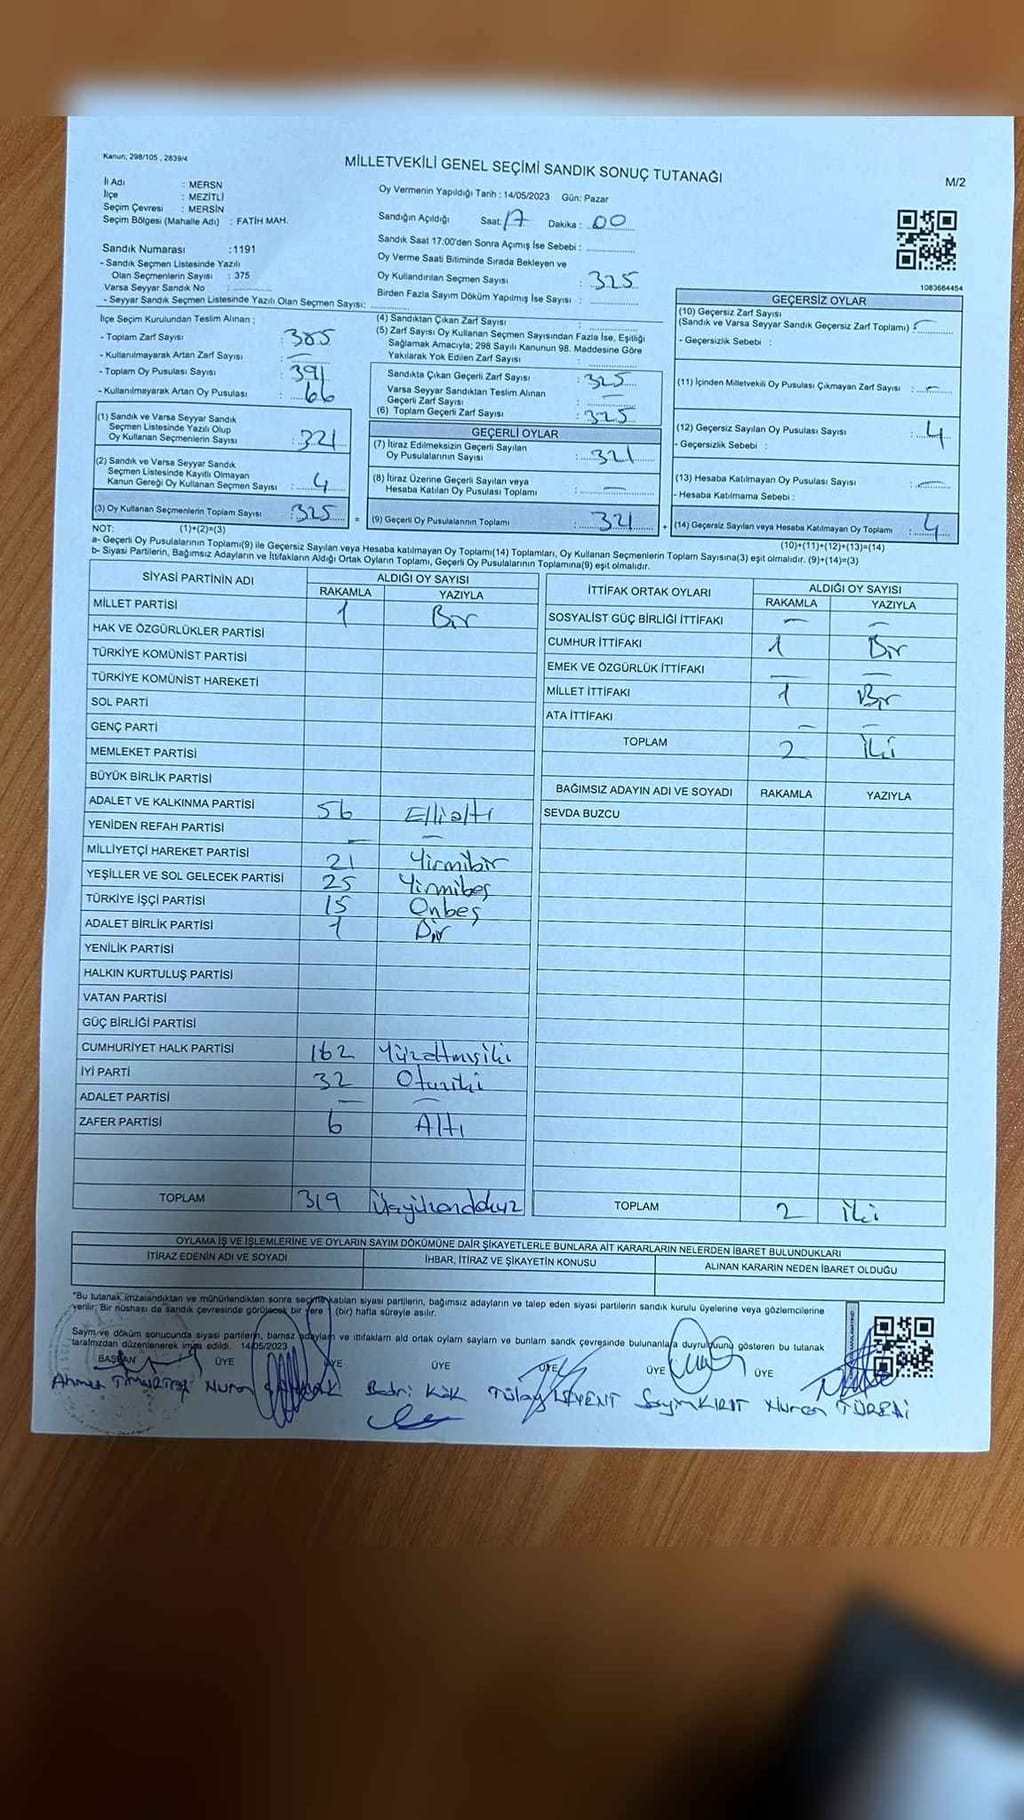 Kanun; 298/105 , 2839/4
MİLLETVEKİLİ GENEL SEÇİMİ SANDIK SONUÇ TUTANAĞI
M/2
İl Adı : MERSN
İlçe : MEZİTLİ
Seçim Çevresi : MERSİN
Seçim Bölgesi (Mahalle Adı) : FATİH MAH.
Sandık Numarası :1191
- Sandık Seçmen Listesinde Yazılı
Olan Seçmenlerin Sayısı : 375
Varsa Seyyar Sandık No :
- Seyyar Sandık Seçmen Listesinde Yazılı Olan Seçmen Sayısı:
Oy Vermenin Yapıldığı Tarih : 14/05/2023 Gün: Pazar
Sandığın Açıldığı Saat: 17 Dakika : 00
Sandık Saat 17:00'den Sonra Açımış İse Sebebi :
Oy Verme Saati Bitiminde Sırada Bekleyen ve
Oy Kullandırılan Seçmen Sayısı : 325
Birden Fazla Sayım Döküm Yapılmış İse Sayısı :
1083664454
İlçe Seçim Kurulundan Teslim Alınan :
- Toplam Zarf Sayısı : 385
- Kullanılmayarak Artan Zarf Sayısı : —
- Toplam Oy Pusulası Sayısı : 391
- Kullanılmayarak Artan Oy Pusulası : 66
(1) Sandık ve Varsa Seyyar Sandık
Seçmen Listesinde Yazılı Olup
Oy Kullanan Seçmenlerin Sayısı : 321
(2) Sandık ve Varsa Seyyar Sandık
Seçmen Listesinde Kayıtlı Olmayan
Kanun Gereği Oy Kullanan Seçmen Sayısı : 4
(3) Oy Kullanan Seçmenlerin Toplam Sayısı : 325
(4) Sandıktan Çıkan Zarf Sayısı :
(5) Zarf Sayısı Oy Kullanan Seçmen Sayısından Fazla İse, Eşitliği
Sağlamak Amacıyla; 298 Sayılı Kanunun 98. Maddesine Göre
Yakılarak Yok Edilen Zarf Sayısı :
Sandıkta Çıkan Geçerli Zarf Sayısı : 325
Varsa Seyyar Sandıktan Teslim Alınan
Geçerli Zarf Sayısı : —
(6) Toplam Geçerli Zarf Sayısı : 325
GEÇERLİ OYLAR
(7) İtiraz Edilmeksizin Geçerli Sayılan
Oy Pusulalarının Sayısı : 321
(8) İtiraz Üzerine Geçerli Sayılan veya
Hesaba Katılan Oy Pusulası Toplamı : —
= (9) Geçerli Oy Pusulalarının Toplamı : 321 +
GEÇERSİZ OYLAR
(10) Geçersiz Zarf Sayısı
(Sandık ve Varsa Seyyar Sandık Geçersiz Zarf Toplamı) :
- Geçersizlik Sebebi :
(11) İçinden Milletvekili Oy Pusulası Çıkmayan Zarf Sayısı : —
(12) Geçersiz Sayılan Oy Pusulası Sayısı : 4
- Geçersizlik Sebebi :
(13) Hesaba Katılmayan Oy Pusulası Sayısı : —
- Hesaba Katılmama Sebebi :
(14) Geçersiz Sayılan veya Hesaba Katılmayan Oy Toplamı : 4
NOT: (1)+(2)=(3)
(10)+(11)+(12)+(13)=(14)
a- Geçerli Oy Pusulalarının Toplamı(9) ile Geçersiz Sayılan veya Hesaba katılmayan Oy Toplamı(14) Toplamları, Oy Kullanan Seçmenlerin Toplam Sayısına(3) eşit olmalıdır. (9)+(14)=(3)
b- Siyasi Partilerin, Bağımsız Adayların ve İttifakların Aldığı Ortak Oyların Toplamı, Geçerli Oy Pusulalarının Toplamına(9) eşit olmalıdır.
SİYASİ PARTİNİN ADI ALDIĞI OY SAYISI
RAKAMLA YAZIYLA
MİLLET PARTİSİ 1 Bir
HAK VE ÖZGÜRLÜKLER PARTİSİ
TÜRKİYE KOMÜNİST PARTİSİ
TÜRKİYE KOMÜNİST HAREKETİ
SOL PARTİ
GENÇ PARTİ
MEMLEKET PARTİSİ
BÜYÜK BİRLİK PARTİSİ
ADALET VE KALKINMA PARTİSİ 56 Ellialtı
YENİDEN REFAH PARTİSİ — —
MİLLİYETÇİ HAREKET PARTİSİ 21 Yirmibir
YEŞİLLER VE SOL GELECEK PARTİSİ 25 Yirmibeş
TÜRKİYE İŞÇİ PARTİSİ 15 Onbeş
ADALET BİRLİK PARTİSİ 1 Bir
YENİLİK PARTİSİ
HALKIN KURTULUŞ PARTİSİ
VATAN PARTİSİ
GÜÇ BİRLİĞİ PARTİSİ
CUMHURİYET HALK PARTİSİ 162 Yüzaltmışiki
İYİ PARTİ 32 Otuziki
ADALET PARTİSİ — —
ZAFER PARTİSİ 6 Altı
TOPLAM 319 Üçyüzondokuz
İTTİFAK ORTAK OYLARI ALDIĞI OY SAYISI
RAKAMLA YAZIYLA
SOSYALİST GÜÇ BİRLİĞİ İTTİFAKI — —
CUMHUR İTTİFAKI 1 Bir
EMEK VE ÖZGÜRLÜK İTTİFAKI — —
MİLLET İTTİFAKI 1 Bir
ATA İTTİFAKI — —
TOPLAM 2 İki
BAĞIMSIZ ADAYIN ADI VE SOYADI RAKAMLA YAZIYLA
SEVDA BUZCU
TOPLAM 2 İki
OYLAMA İŞ VE İŞLEMLERİNE VE OYLARIN SAYIM DÖKÜMÜNE DAİR ŞİKAYETLERLE BUNLARA AİT KARARLARIN NELERDEN İBARET BULUNDUKLARI
İTİRAZ EDENİN ADI VE SOYADI İHBAR, İTİRAZ VE ŞİKAYETİN KONUSU ALINAN KARARIN NEDEN İBARET OLDUĞU
*Bu tutanak imzalandıktan ve mühürlendikten sonra seçime katılan siyasi partilerin, bağımsız adayların ve talep eden siyasi partilerin sandık kurulu üyelerine veya gözlemcilerine
verilir. Bir nüshası da sandık çevresinde görülecek bir yere (bir) hafta süreyle asılır.
Saym ve döküm sonucunda siyasi partilerin, bamsz adaylarn ve ittifakların ald ortak oylarn saylarn ve bunlarn sandk çevresinde bulunanlara duyrulduunu gösteren bu tutanak
tarafmzdan düzenlenerek imza edildi. 14/05/2023
BAŞKAN ÜYE ÜYE ÜYE ÜYE ÜYE ÜYE
Ahmet Nuran Bedri Kök Tülay LEVENT Nuran TÜREDİ